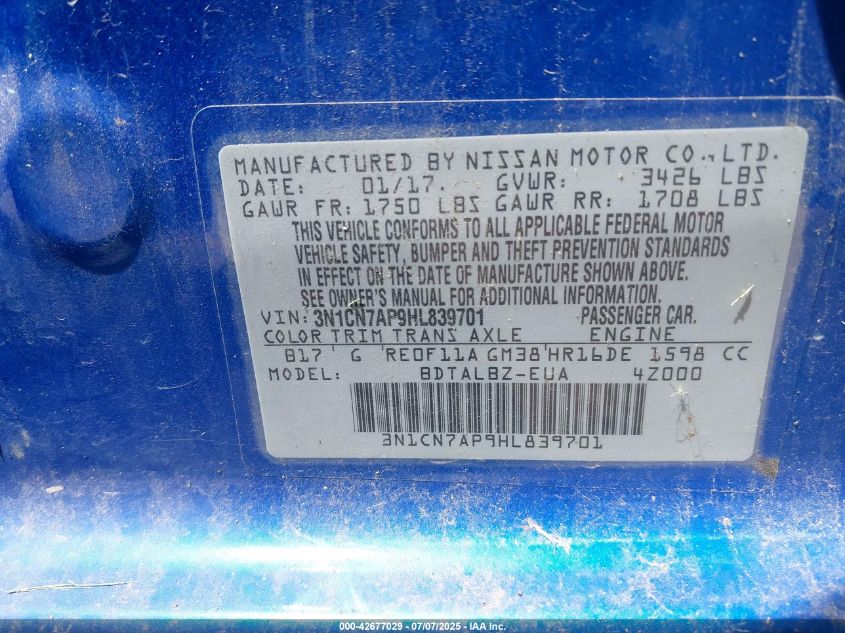 MANUFACTURED BY NISSAN MOTOR CO., LTD.
DATE: 01/17. GVWR: 3426 LBS
GAWR FR: 1750 LBS GAWR RR: 1708 LBS
THIS VEHICLE CONFORMS TO ALL APPLICABLE FEDERAL MOTOR
VEHICLE SAFETY, BUMPER AND THEFT PREVENTION STANDARDS
IN EFFECT ON THE DATE OF MANUFACTURE SHOWN ABOVE.
SEE OWNER'S MANUAL FOR ADDITIONAL INFORMATION.
VIN: 3N1CN7AP9HL839701 PASSENGER CAR.
COLOR TRIM TRANS AXLE ENGINE
B17 G RE0F11A GM38 HR16DE 1598 CC
MODEL: BDTALBZ-EUA 4Z000
3N1CN7AP9HL839701
000-42677029 - 07/07/2025 - IAA Inc.